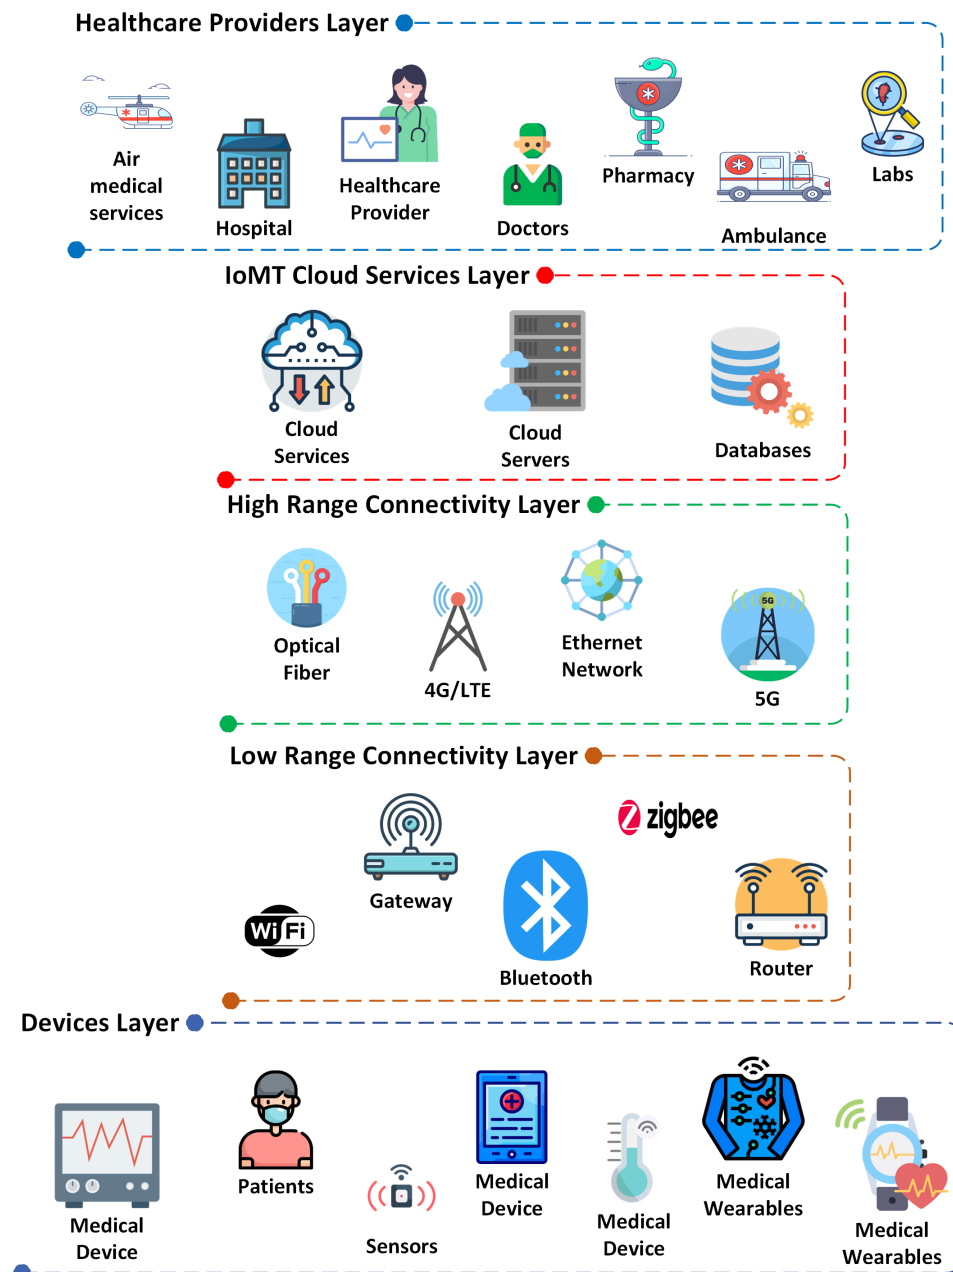 Healthcare Providers Layer
Air
medical
services
Hospital
Healthcare
Provider
Doctors
Pharmacy
Ambulance
Labs
IoMT Cloud Services Layer
Cloud
Services
Cloud
Servers
Databases
High Range Connectivity Layer
Optical
Fiber
4G/LTE
Ethernet
Network
5G
5G
Low Range Connectivity Layer
WiFi
Gateway
Bluetooth
zigbee
Router
Devices Layer
Medical
Device
Patients
Sensors
Medical
Device
Medical
Device
Medical
Wearables
Medical
Wearables